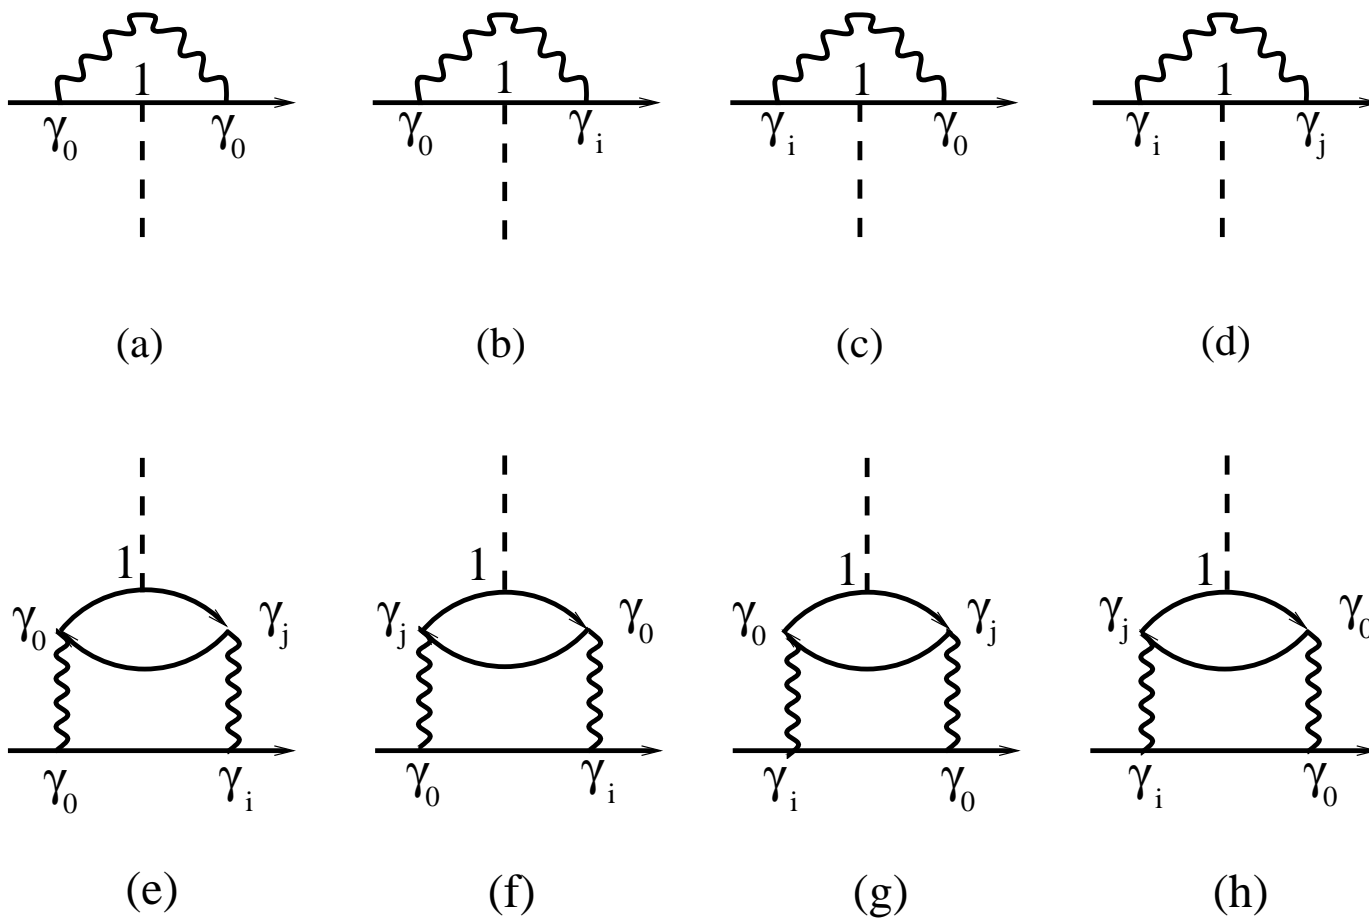 1 1 1 1
γ₀ γ₀ γ₀ γᵢ γᵢ γ₀ γᵢ γⱼ
(a) (b) (c) (d)
1 1 1 1
γ₀ γⱼ γⱼ γ₀ γ₀ γⱼ γⱼ γ₀
γ₀ γᵢ γ₀ γᵢ γᵢ γ₀ γᵢ γ₀
(e) (f) (g) (h)